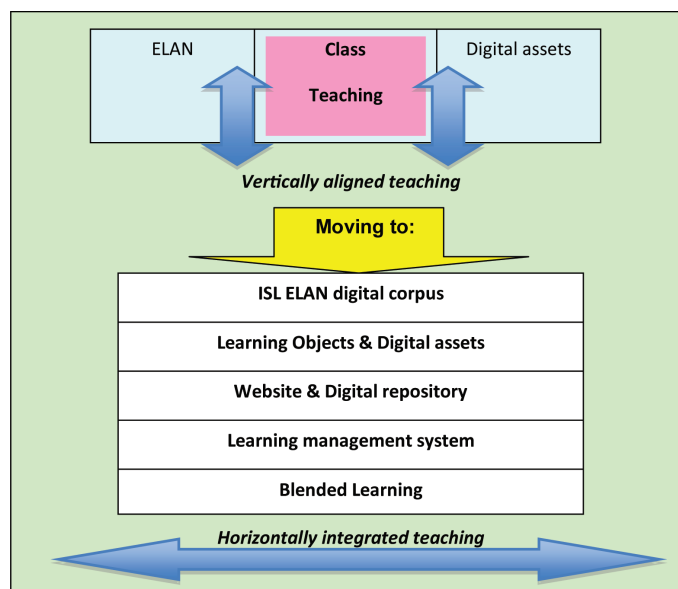 ELAN
Class
Teaching
Digital assets
Vertically aligned teaching
Moving to:
ISL ELAN digital corpus
Learning Objects & Digital assets
Website & Digital repository
Learning management system
Blended Learning
Horizontally integrated teaching